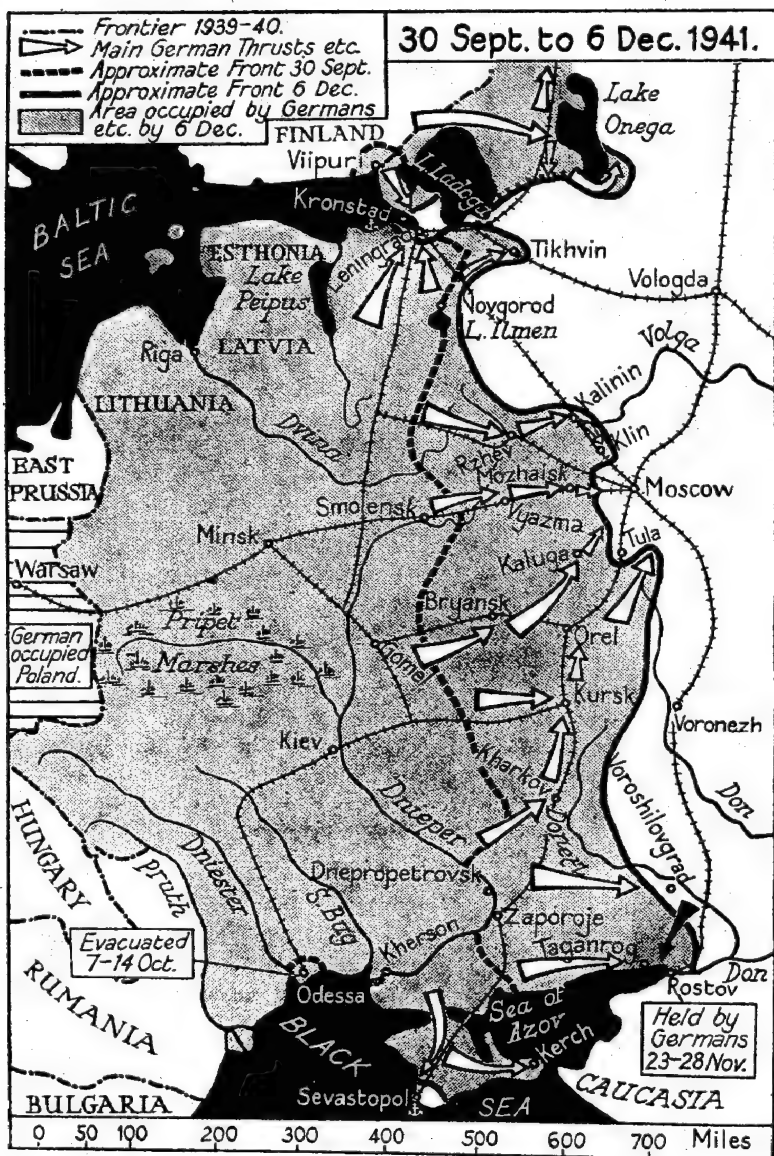 Frontier 1939-40.
Main German Thrusts etc.
Approximate Front 30 Sept.
Approximate Front 6 Dec.
Area occupied by Germans
etc. by 6 Dec.
30 Sept. to 6 Dec. 1941.
FINLAND
Viipuri
Lake
Onega
L. Ladoga
Kronstad
BALTIC
SEA
ESTHONIA
Leningrad
Tikhvin
Lake
Peipus
Vologda
Novgorod
L. Ilmen
Volga
Riga
LATVIA
Kalinin
LITHUANIA
Klin
Dvina
Rzhev
EAST
PRUSSIA
Mozhaisk
Moscow
Smolensk
Vyazma
Minsk
Tula
Warsaw
Kaluga
Bryansk
Pripet
Marshes
Orel
Gomel
German
occupied
Poland.
Kursk
Voronezh
Kiev
Kharkov
Don
Voroshilovgrad
Dnieper
Donetz
HUNGARY
Pruth
Dniester
S. Bug
Dnepropetrovsk
Zaporoje
Evacuated
7-14 Oct.
Kherson
Taganrog
Don
Odessa
Rostov
RUMANIA
Sea of
Azov
Held by
Germans
23-28 Nov.
BLACK
Kerch
Sevastopol
SEA
CAUCASIA
BULGARIA
0 50 100 200 300 400 500 600 700 Miles